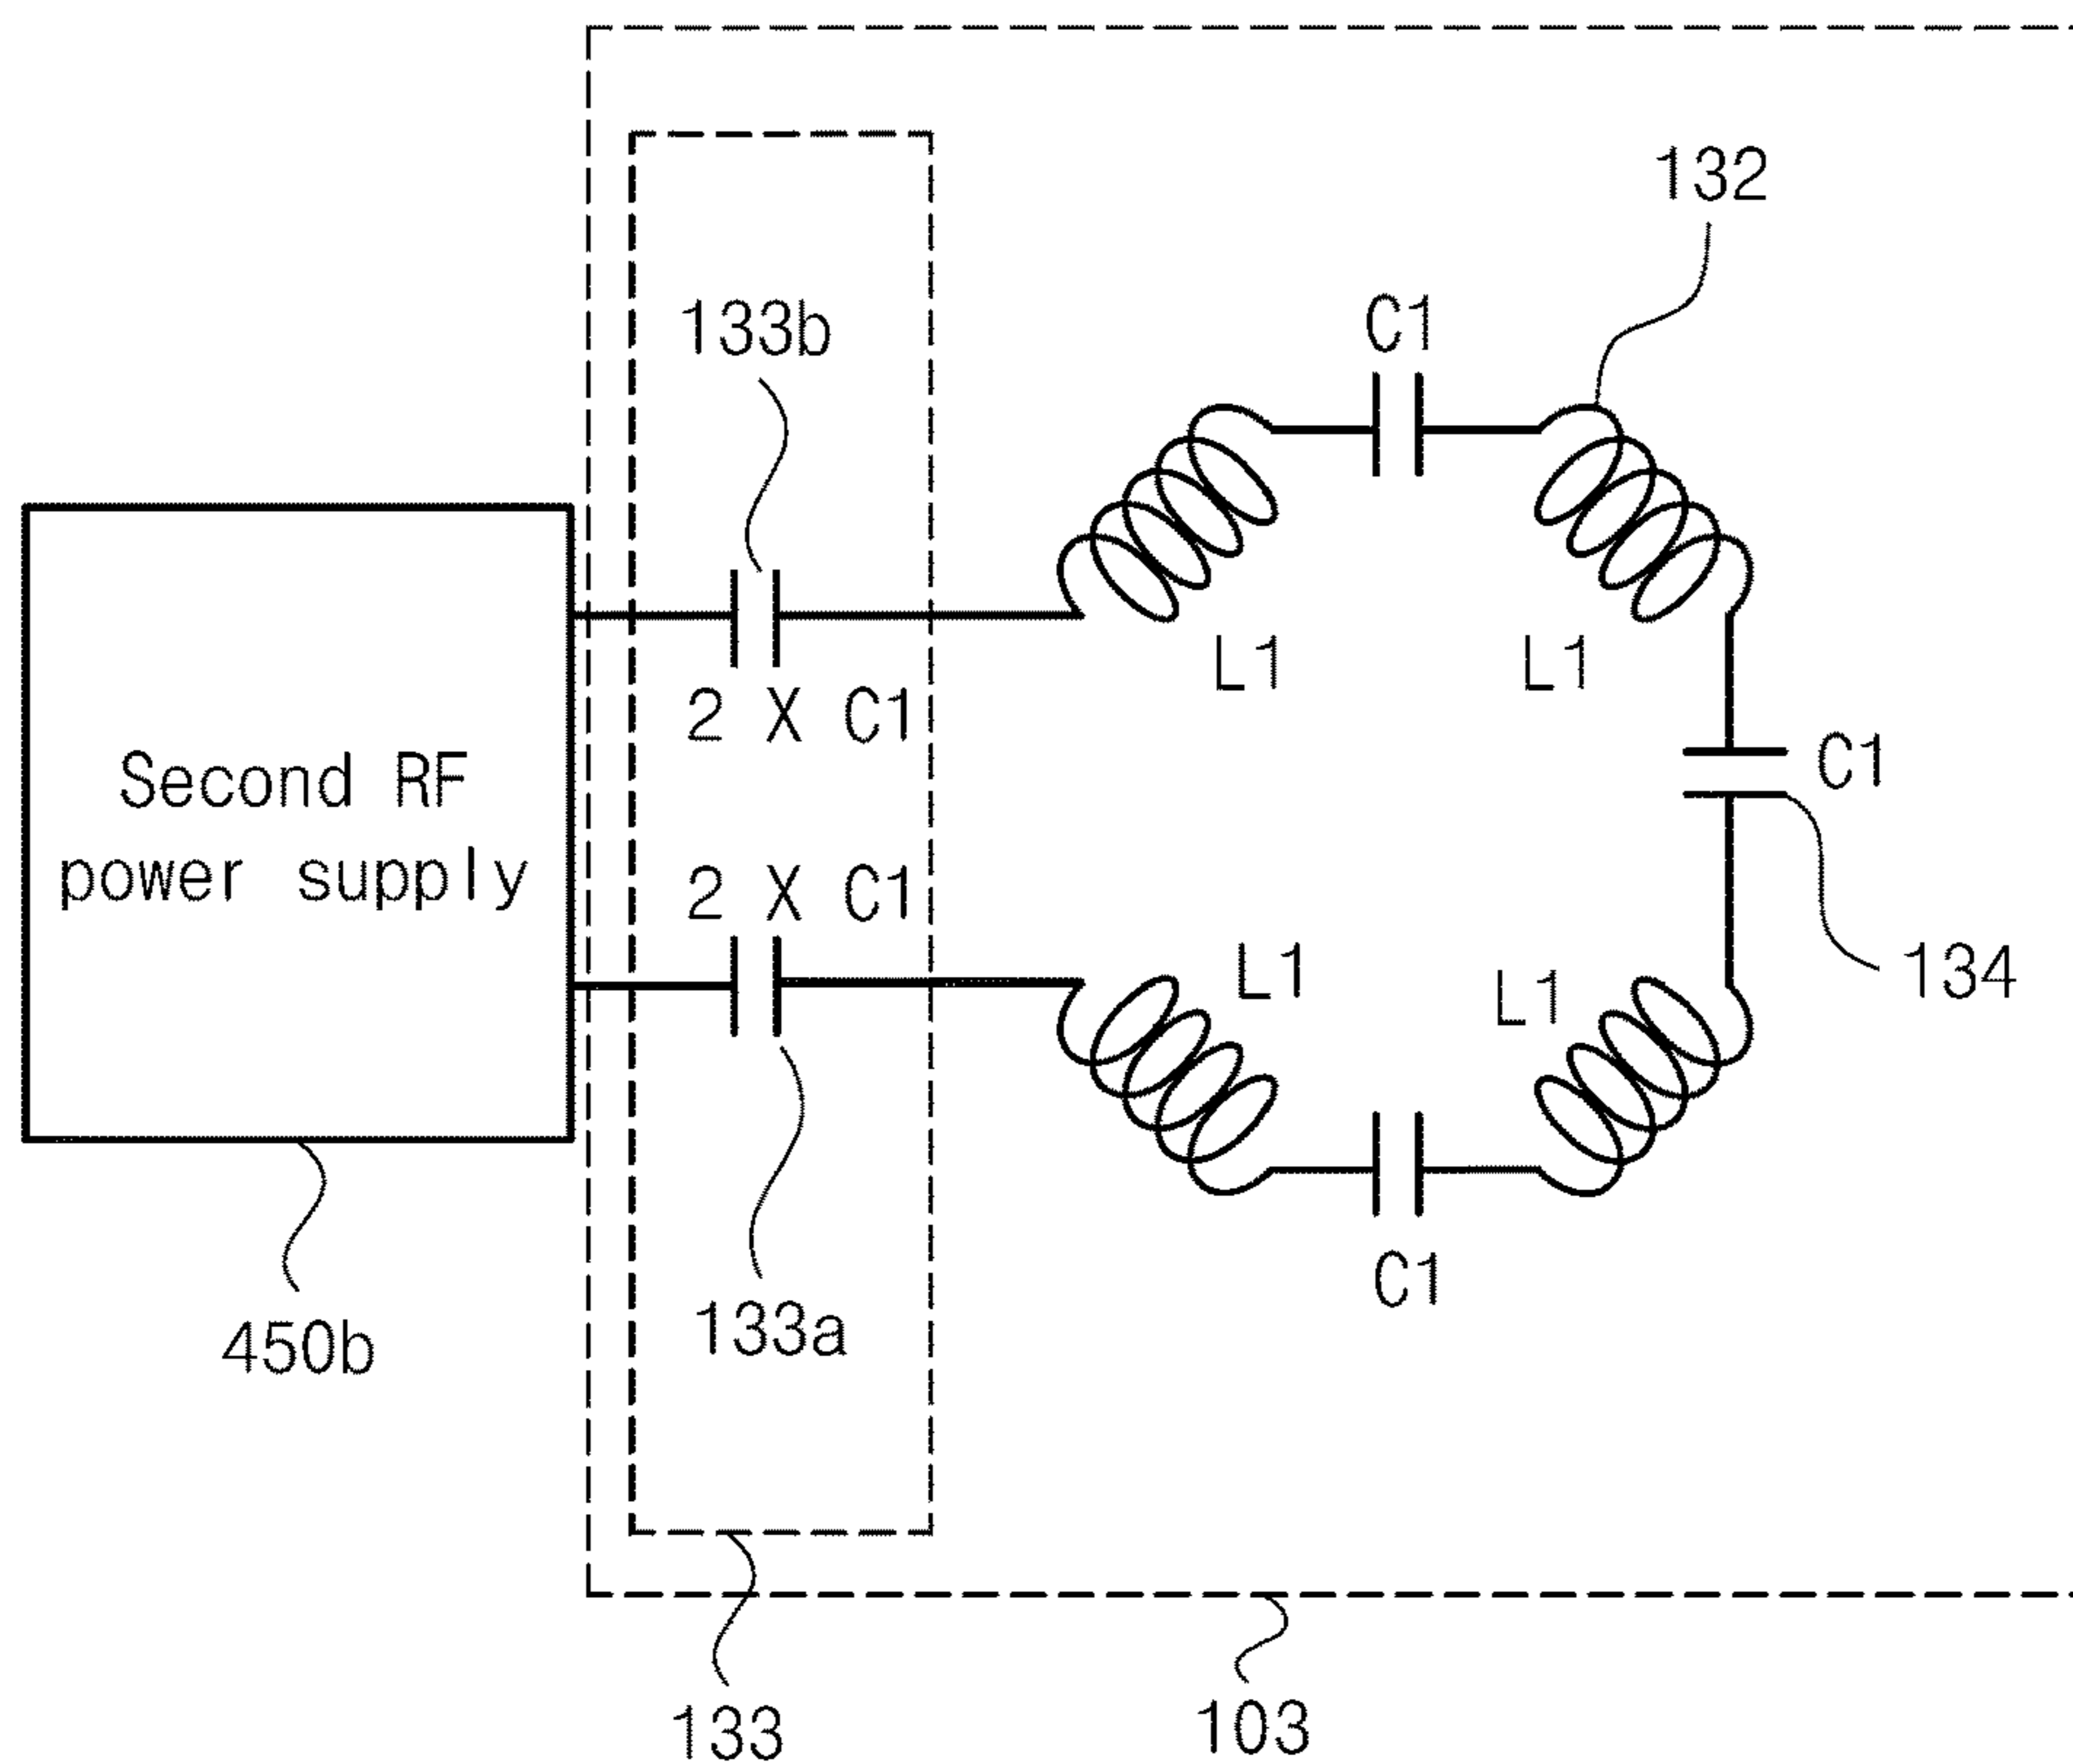 132
C1
133b
L1
L1
2 X C1
C1
Second RF
power supply
2 X C1
L1
L1
134
C1
133a
450b
133
103